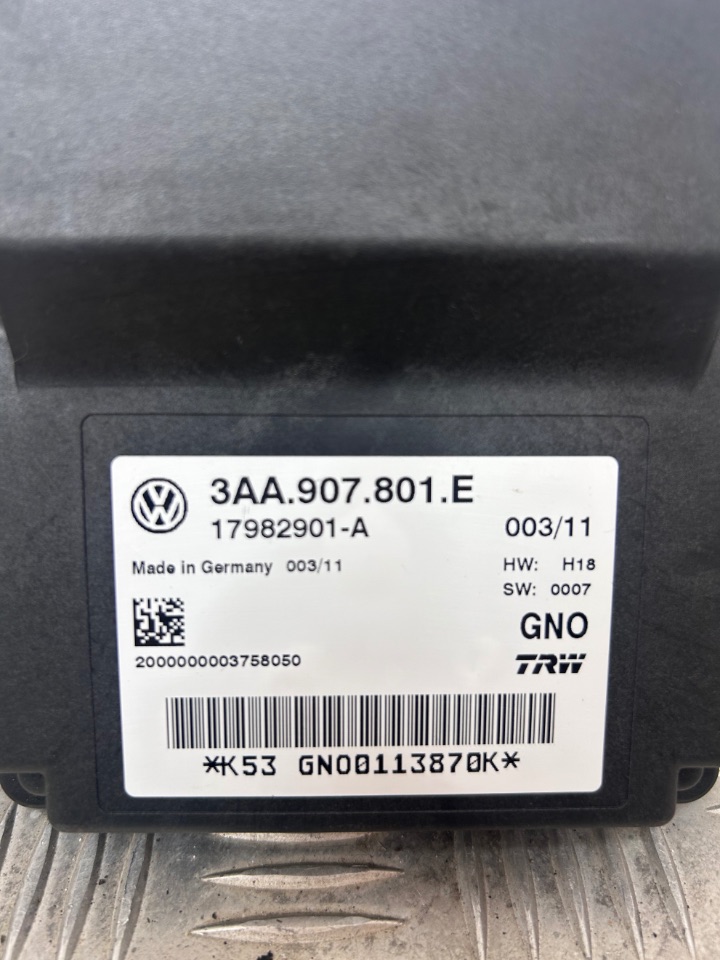 3AA.907.801.E
17982901-A 003/11
Made in Germany 003/11 HW: H18
SW: 0007
GNO
2000000003758050 TRW
*K53 GNO0113870K*